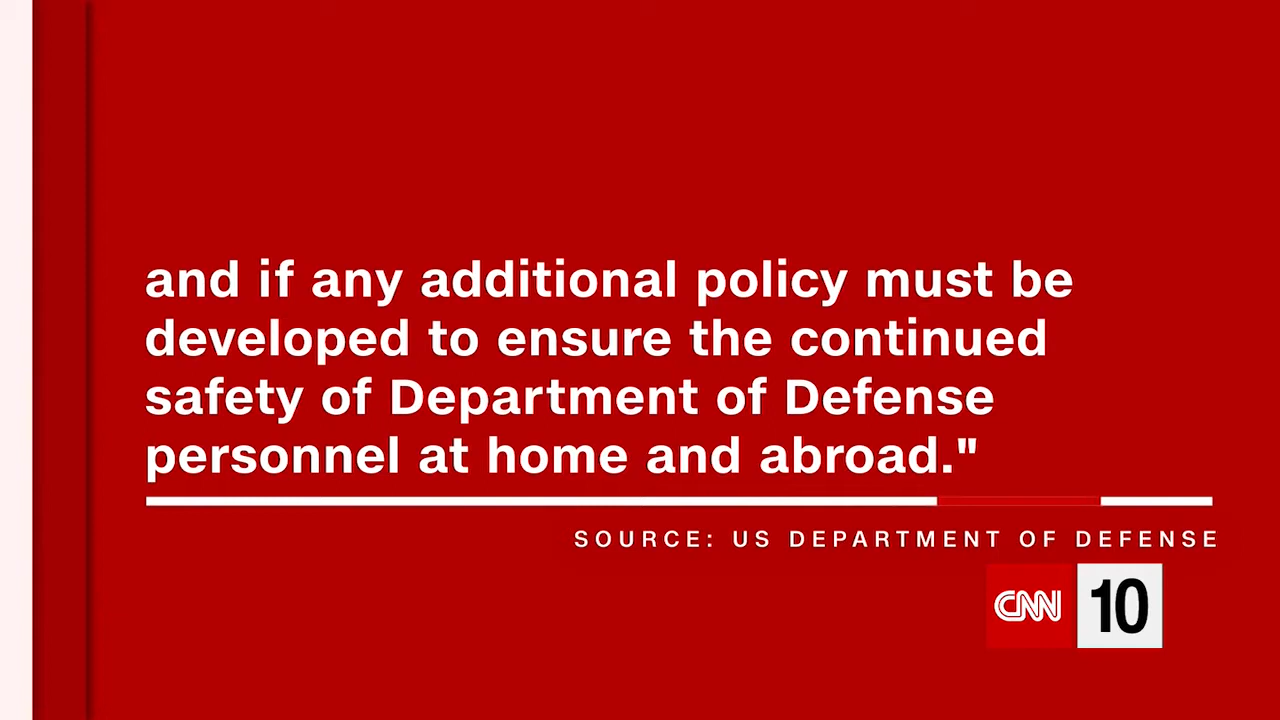 and if any additional policy must be
developed to ensure the continued
safety of Department of Defense
personnel at home and abroad."
SOURCE: US DEPARTMENT OF DEFENSE
CNN 10